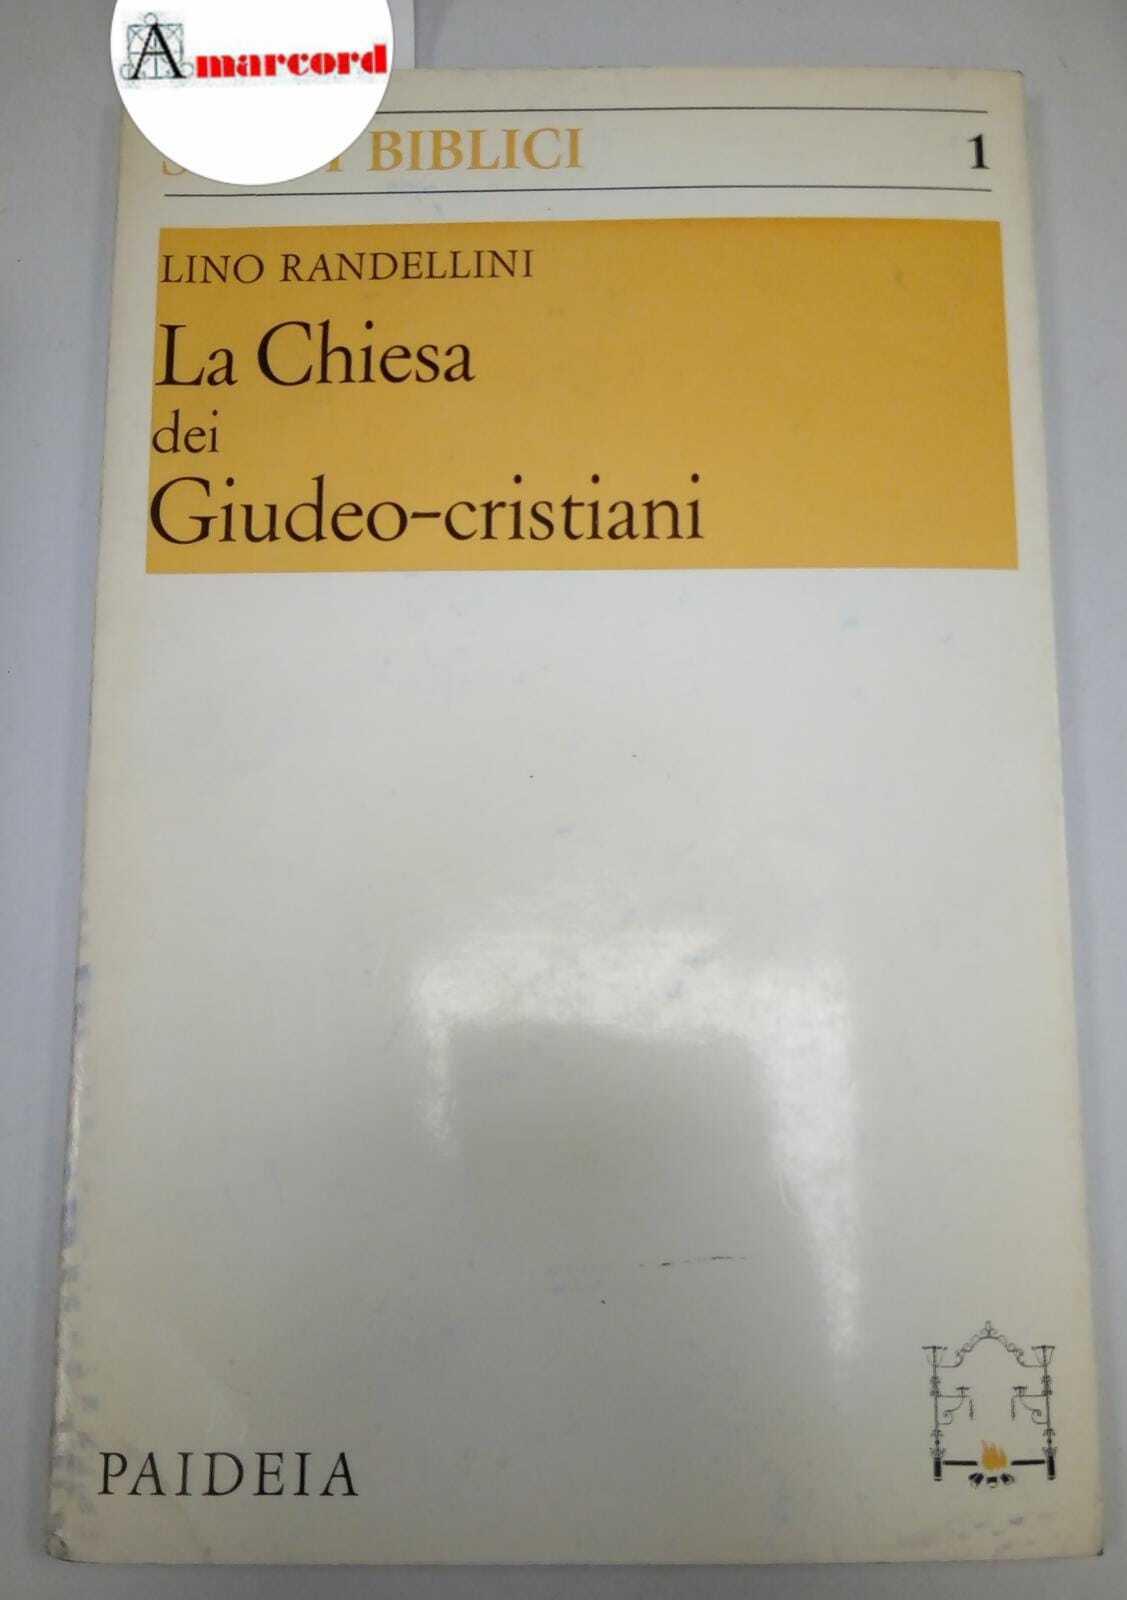 Amarcord
BIBLICI
1
LINO RANDELLINI
La Chiesa
dei
Giudeo-cristiani
PAIDEIA